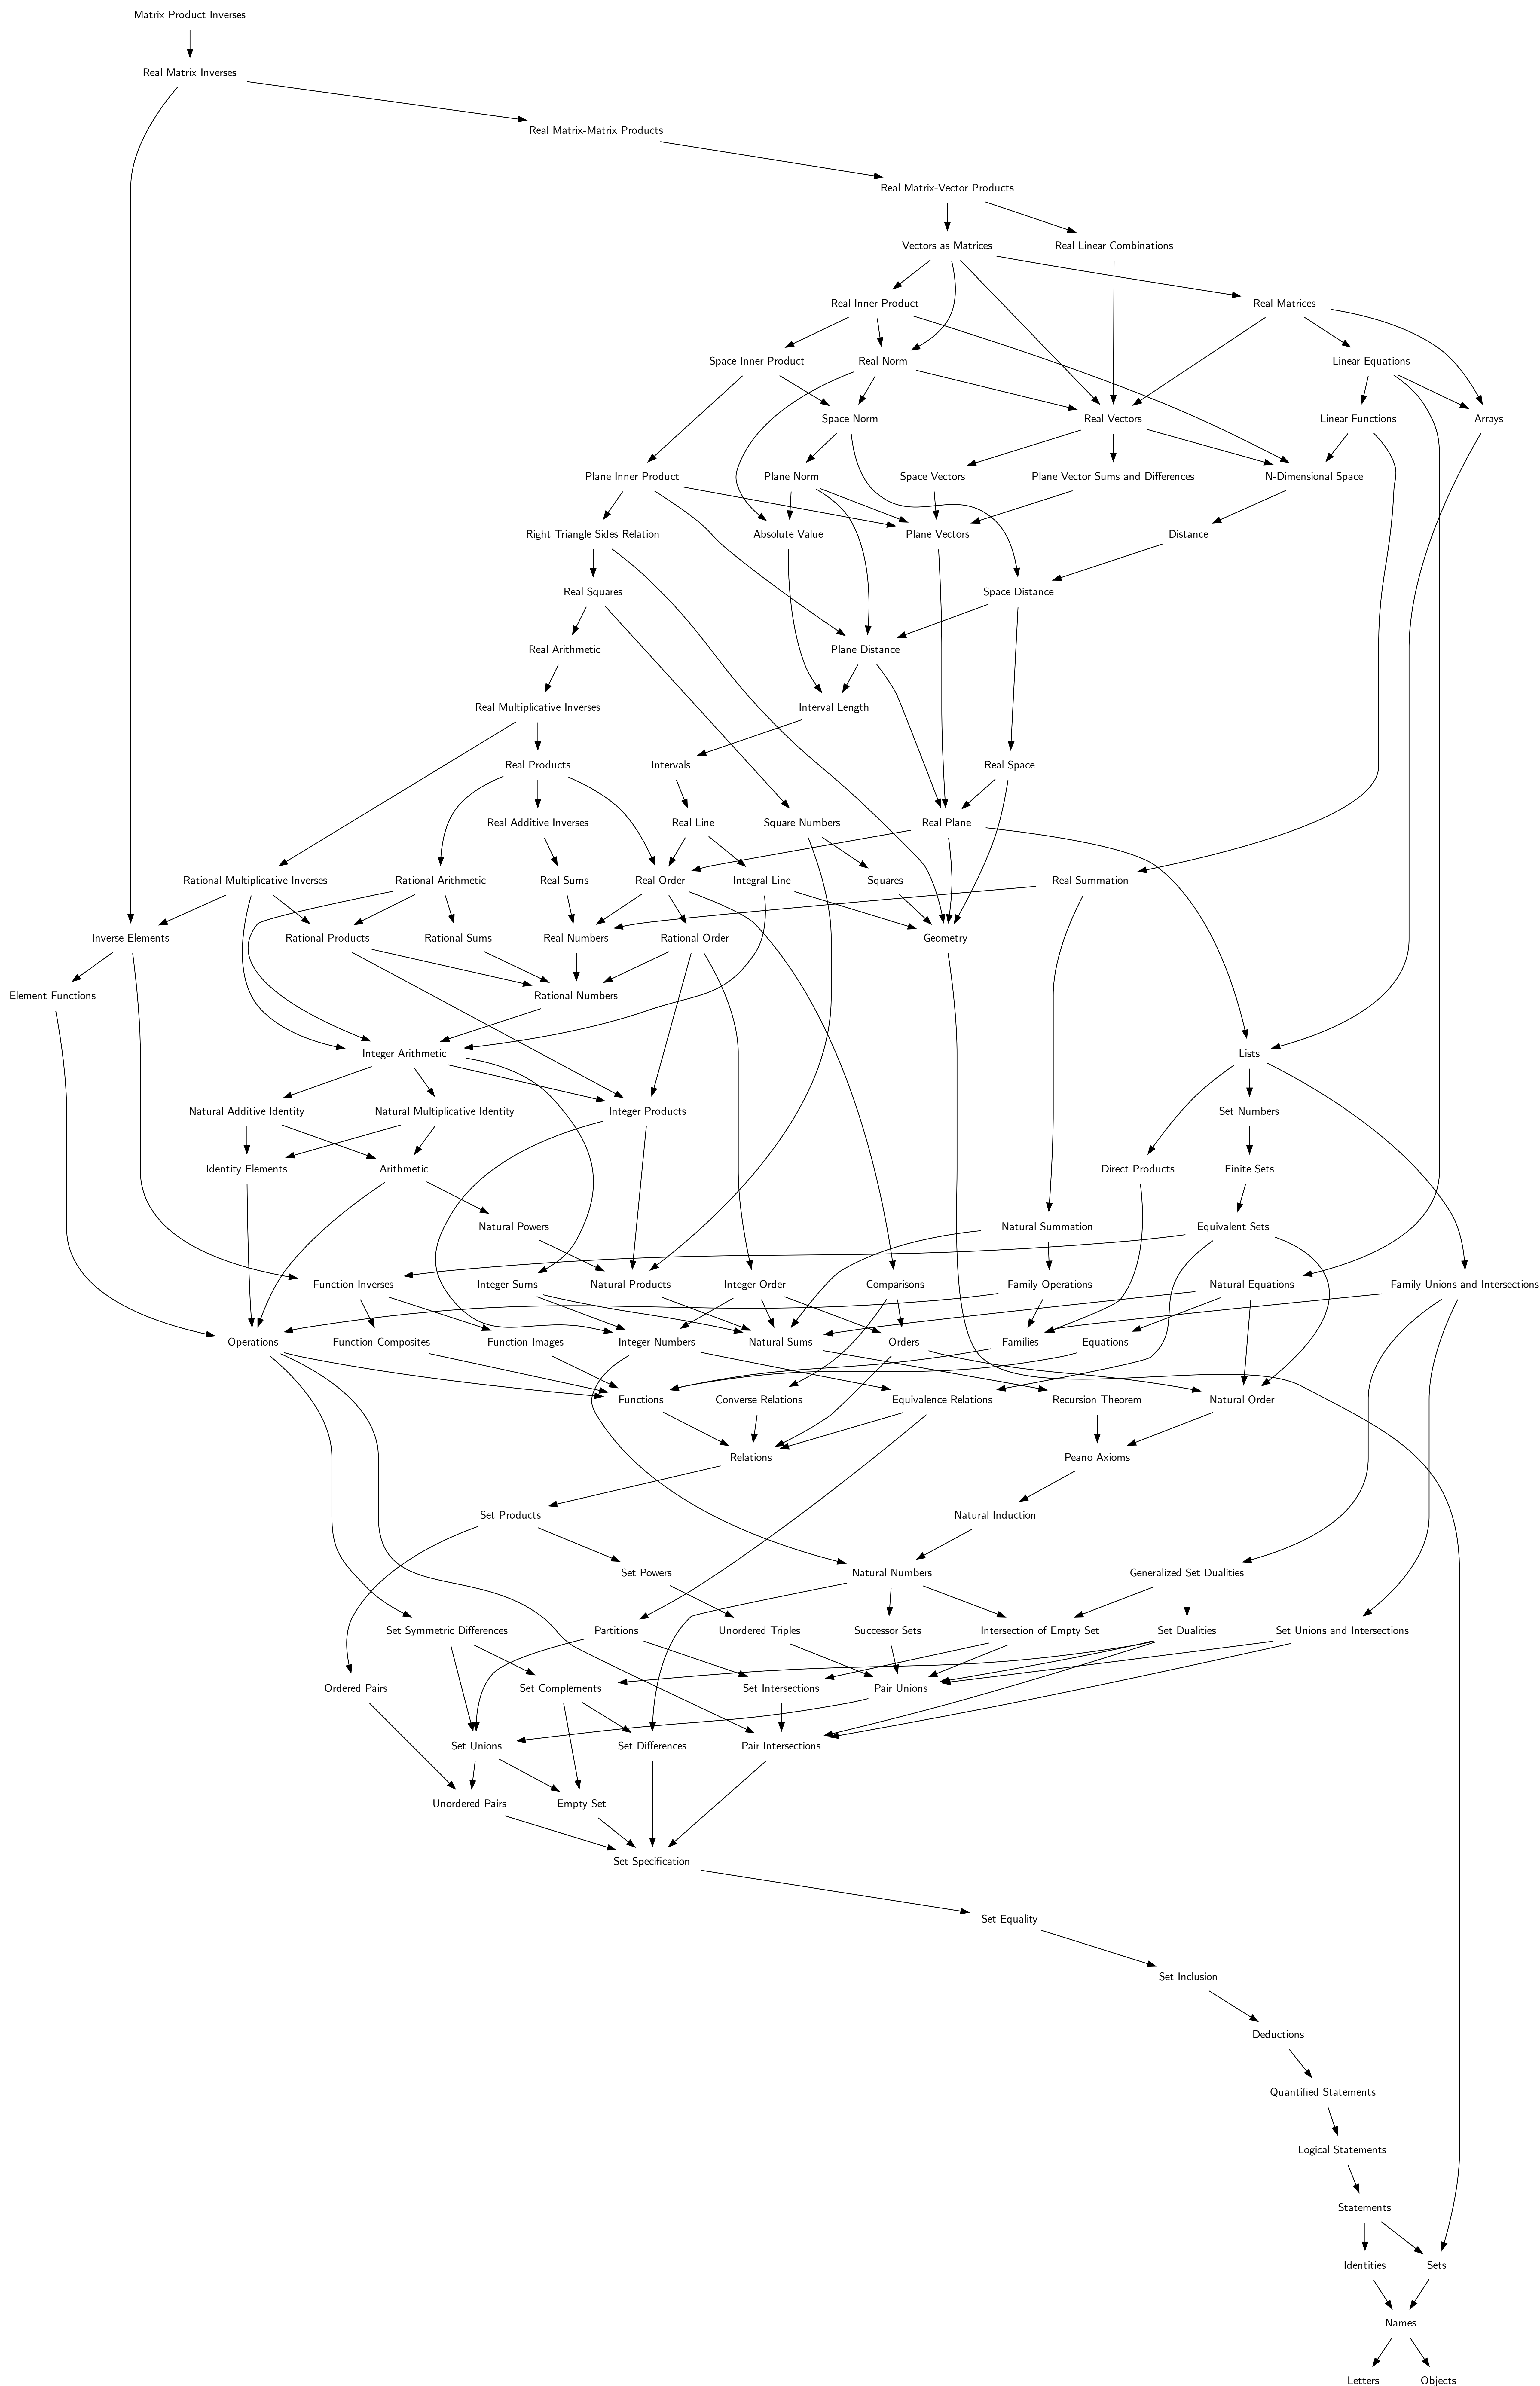 Matrix Product Inverses
Real Matrix Inverses
Real Matrix-Matrix Products
Real Matrix-Vector Products
Vectors as Matrices
Real Linear Combinations
Real Inner Product
Real Matrices
Space Inner Product
Real Norm
Linear Equations
Space Norm
Real Vectors
Linear Functions
Arrays
Plane Inner Product
Plane Norm
Space Vectors
Plane Vector Sums and Differences
N-Dimensional Space
Right Triangle Sides Relation
Absolute Value
Plane Vectors
Distance
Real Squares
Space Distance
Real Arithmetic
Plane Distance
Real Multiplicative Inverses
Interval Length
Real Products
Intervals
Real Space
Real Additive Inverses
Real Line
Square Numbers
Real Plane
Rational Multiplicative Inverses
Rational Arithmetic
Real Sums
Real Order
Integral Line
Squares
Real Summation
Inverse Elements
Rational Products
Rational Sums
Real Numbers
Rational Order
Geometry
Element Functions
Rational Numbers
Integer Arithmetic
Lists
Natural Additive Identity
Natural Multiplicative Identity
Integer Products
Set Numbers
Identity Elements
Arithmetic
Direct Products
Finite Sets
Natural Powers
Natural Summation
Equivalent Sets
Function Inverses
Integer Sums
Natural Products
Integer Order
Comparisons
Family Operations
Natural Equations
Family Unions and Intersections
Operations
Function Composites
Function Images
Integer Numbers
Natural Sums
Orders
Families
Equations
Functions
Converse Relations
Equivalence Relations
Recursion Theorem
Natural Order
Relations
Peano Axioms
Set Products
Natural Induction
Set Powers
Natural Numbers
Generalized Set Dualities
Set Symmetric Differences
Partitions
Unordered Triples
Successor Sets
Intersection of Empty Set
Set Dualities
Set Unions and Intersections
Ordered Pairs
Set Complements
Set Intersections
Pair Unions
Set Unions
Set Differences
Pair Intersections
Unordered Pairs
Empty Set
Set Specification
Set Equality
Set Inclusion
Deductions
Quantified Statements
Logical Statements
Statements
Identities
Sets
Names
Letters
Objects